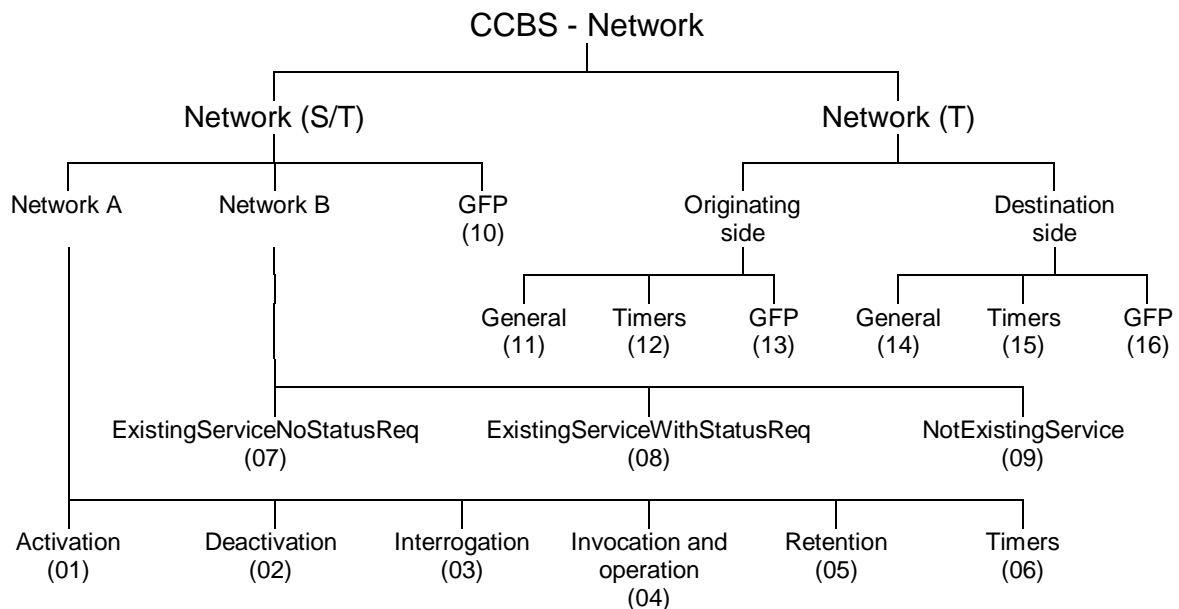 CCBS - Network
Network (S/T)
Network (T)
Network A
Network B
GFP
(10)
Originating
side
Destination
side
General
(11)
Timers
(12)
GFP
(13)
General
(14)
Timers
(15)
GFP
(16)
ExistingServiceNoStatusReq
(07)
ExistingServiceWithStatusReq
(08)
NotExistingService
(09)
Activation
(01)
Deactivation
(02)
Interrogation
(03)
Invocation and
operation
(04)
Retention
(05)
Timers
(06)